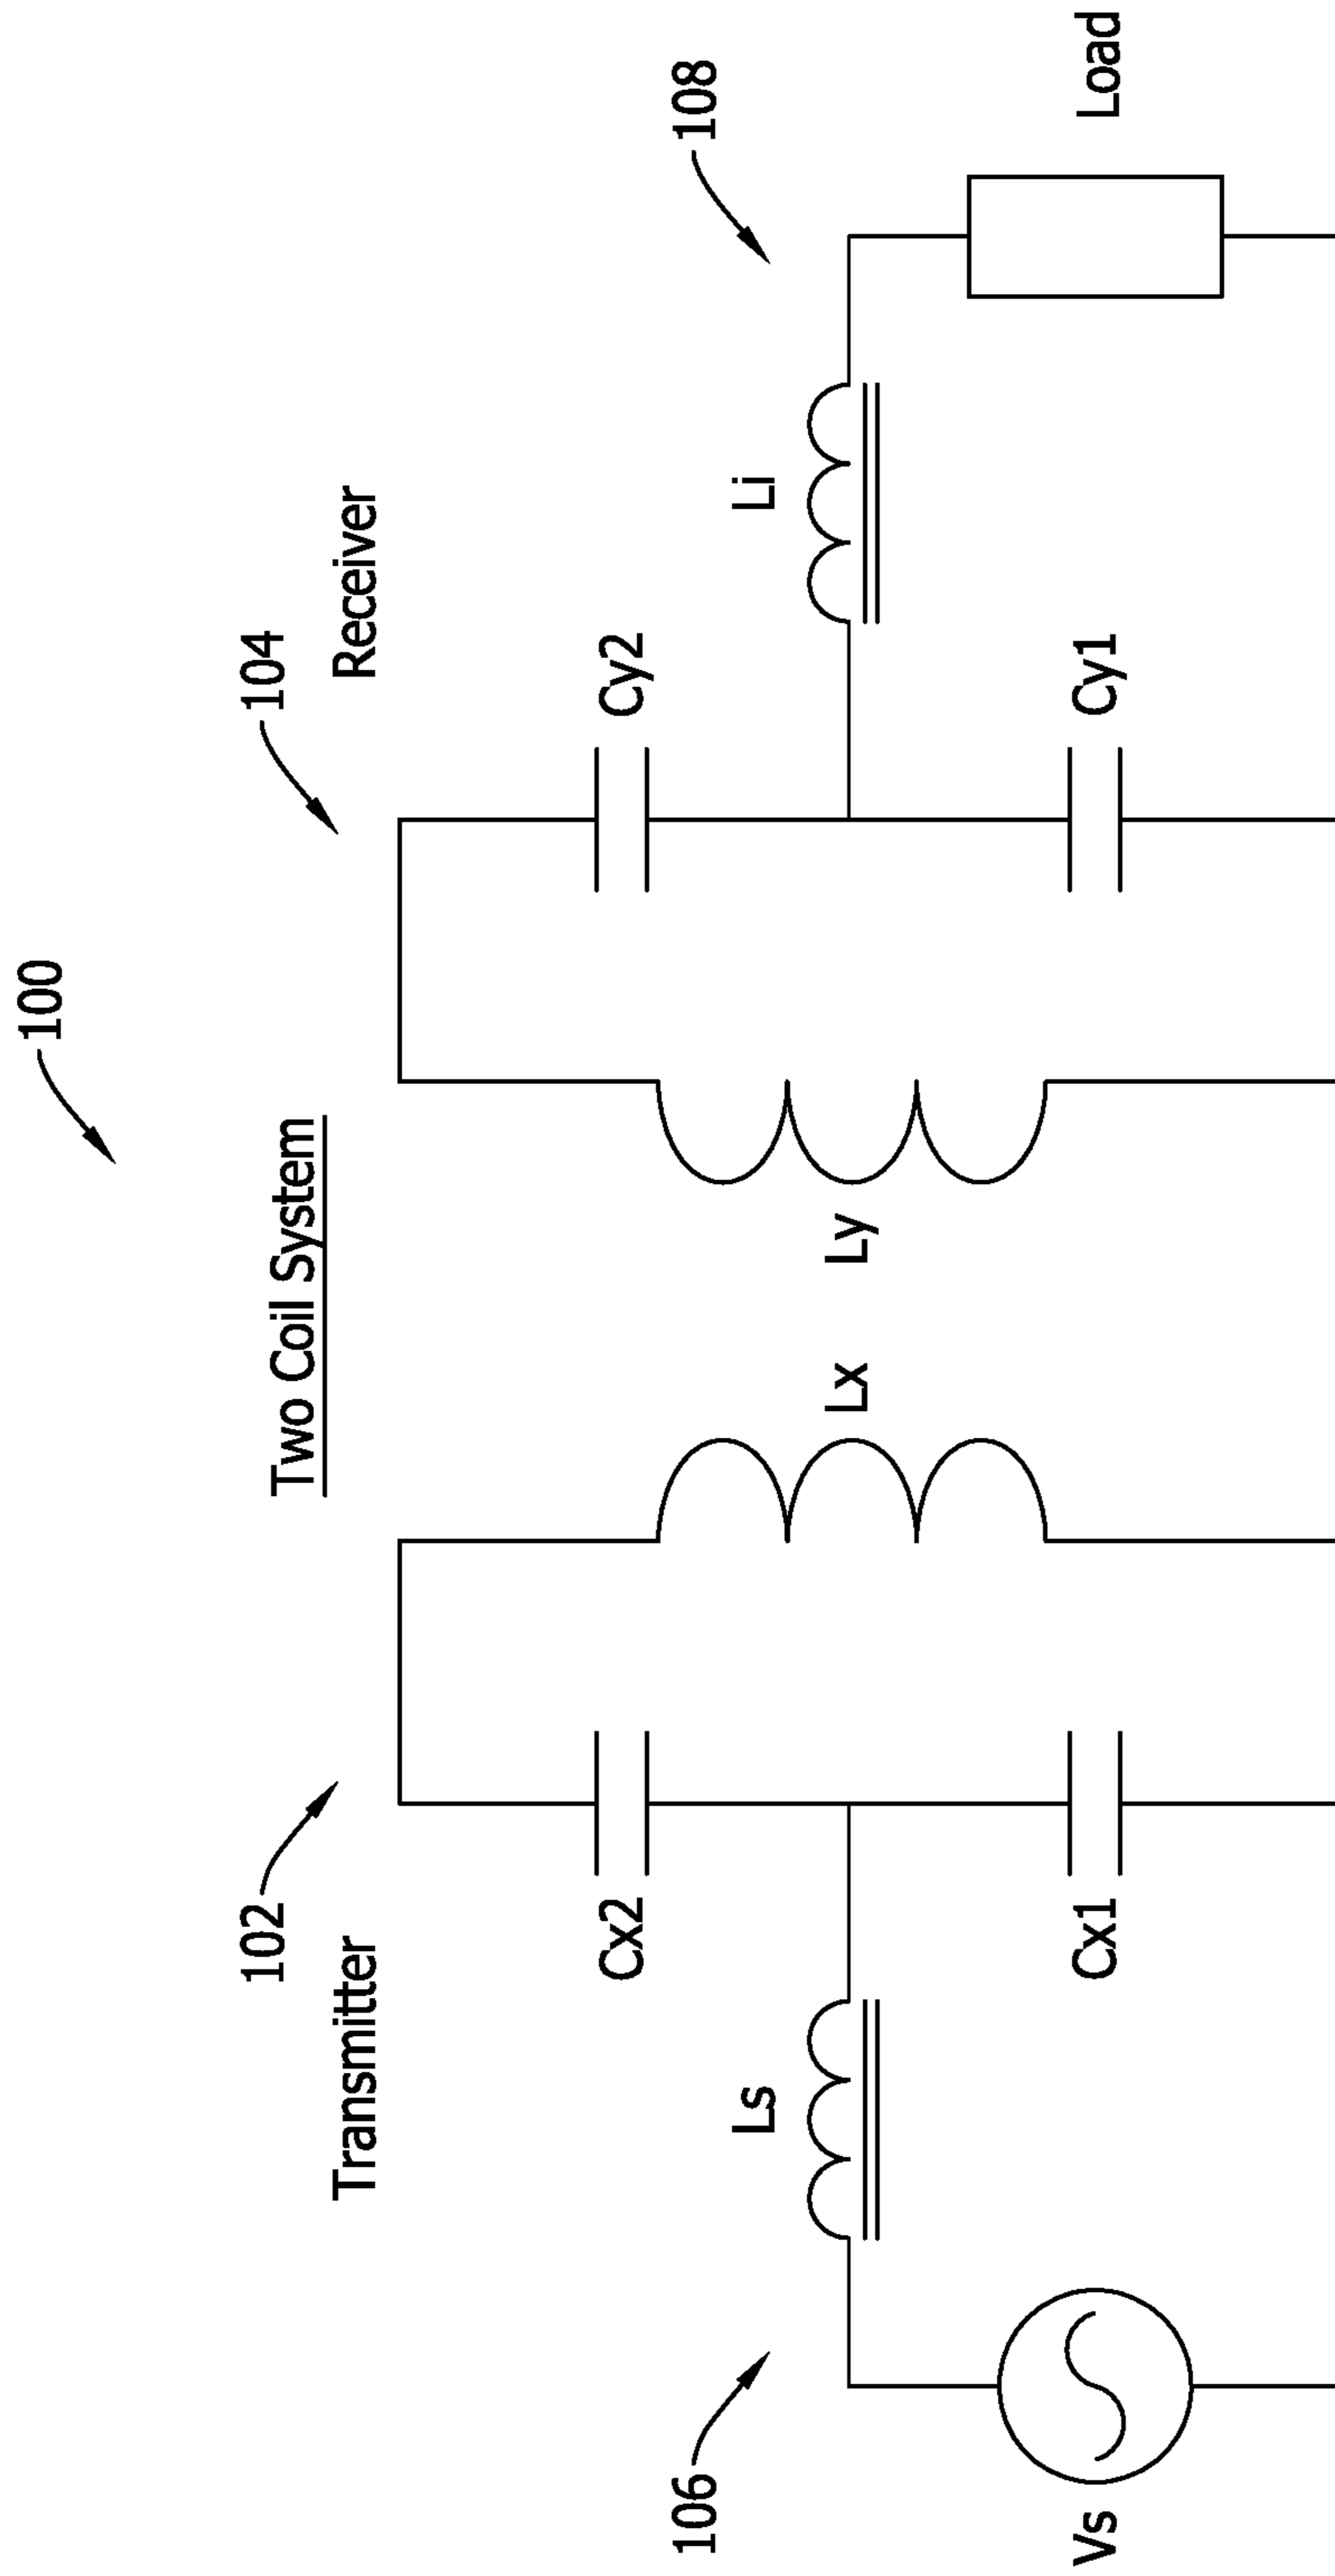 100
Two Coil System
102
104
Transmitter
Receiver
Cx2
Cy2
106
108
Ls
Li
Lx
Ly
Vs
Cx1
Cy1
Load